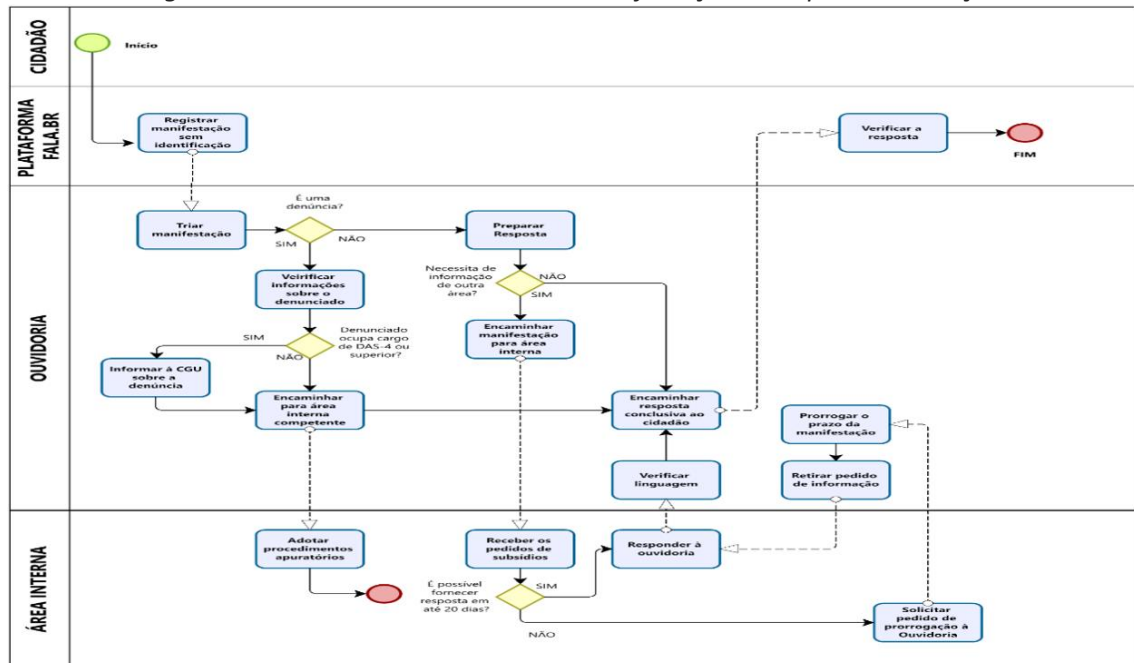 CIDADÃO
Início
PLATAFORMA
FALA.BR
Registrar
manifestação
sem
identificação
Verificar a
resposta
FIM
OUVIDORIA
Triar
manifestação
É uma
denúncia?
SIM
NÃO
Preparar
Resposta
Veirificar
informações
sobre o
denunciado
Necessita de
informação
de outra
área?
NÃO
SIM
Denunciado
ocupa cargo
de DAS-4 ou
superior?
SIM
NÃO
Encaminhar
manifestação
para área
interna
Informar à CGU
sobre a
denúncia
Encaminhar
para área
interna
competente
Encaminhar
resposta
conclusiva ao
cidadão
Prorrogar o
prazo da
manifestação
Verificar
linguagem
Retirar pedido
de informação
ÁREA INTERNA
Adotar
procedimentos
apuratórios
Receber os
pedidos de
subsídios
Responder à
ouvidoria
É possível
fornecer
resposta em
até 20 dias?
SIM
NÃO
Solicitar
pedido de
prorrogação à
Ouvidoria